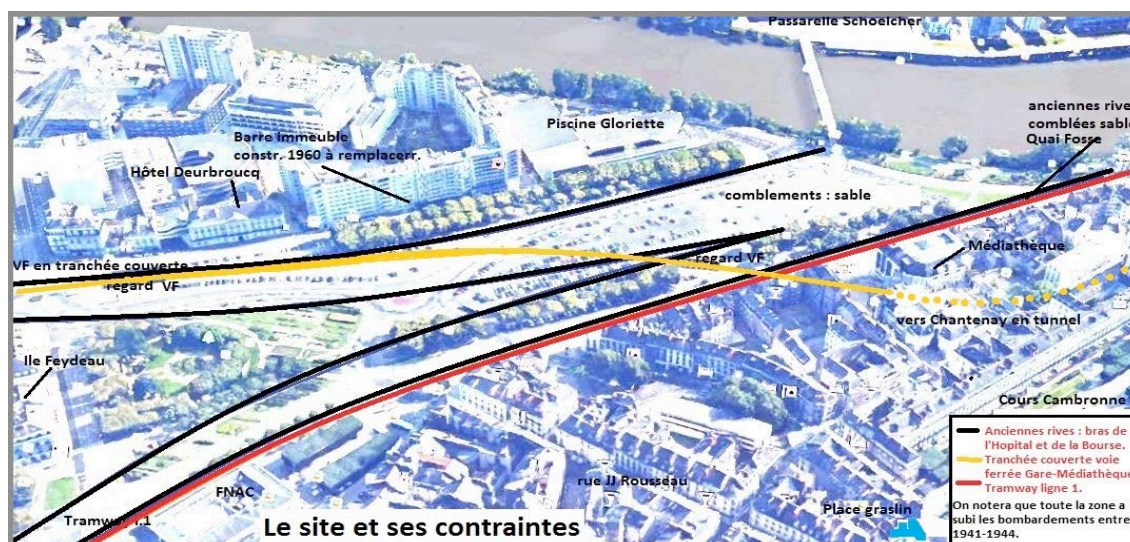 Passarelle Schoelcher
anciennes rives
comblées sable
Quai Fosse
Piscine Gloriette
Barre immeuble
constr. 1960 à remplacerr.
Hôtel Deurbroucq
comblements : sable
Médiathèque
VF en tranchée couverte
regard VF
regard VF
vers Chantenay en tunnel
Ile Feydeau
Cours Cambronne
Anciennes rives : bras de
l'Hopital et de la Bourse.
Tranchée couverte voie
ferrée Gare-Médiathèque
Tramway ligne 1.
On notera que toute la zone a
subi les bombardements entre
1941-1944.
rue JJ Rousseau
FNAC
Place graslin
Tramway l.1
Le site et ses contraintes